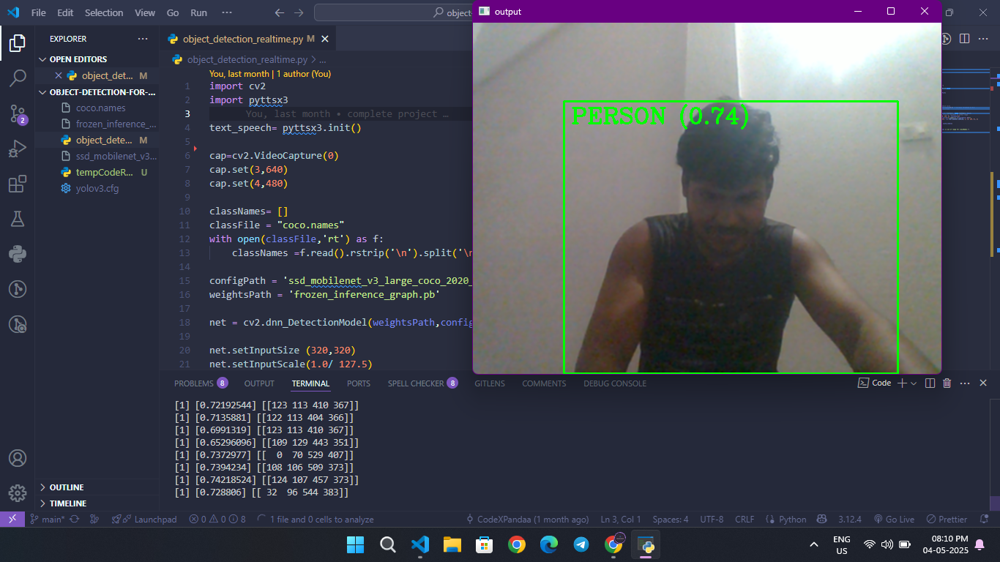 File Edit Selection View Go Run ···
object-
output
EXPLORER
OPEN EDITORS
object_det... M
OBJECT-DETECTION-FOR-...
coco.names
frozen_inference_...
object_dete... M
ssd_mobilenet_v3...
tempCodeR... U
yolov3.cfg
OUTLINE
TIMELINE
2
object_detection_realtime.py M
object_detection_realtime.py > ...
You, last month | 1 author (You)
1 import cv2
2 import pyttsx3
3 You, last month • complete project …
4 text_speech= pyttsx3.init()
5
6 cap=cv2.VideoCapture(0)
7 cap.set(3,640)
8 cap.set(4,480)
9
10 classNames= []
11 classFile = "coco.names"
12 with open(classFile,'rt') as f:
13 classNames =f.read().rstrip('\n').split('\n
14
15 configPath = 'ssd_mobilenet_v3_large_coco_2020_
16 weightsPath = 'frozen_inference_graph.pb'
17
18 net = cv2.dnn_DetectionModel(weightsPath,config
19
20 net.setInputSize (320,320)
21 net.setInputScale(1.0/ 127.5)
PERSON (0.74)
PROBLEMS 8 OUTPUT TERMINAL PORTS SPELL CHECKER 8 GITLENS COMMENTS DEBUG CONSOLE
Code
[1] [0.72192544] [[123 113 410 367]]
[1] [0.7135881] [[122 113 404 366]]
[1] [0.6991319] [[123 113 410 367]]
[1] [0.65296096] [[109 129 443 351]]
[1] [0.7372977] [[  0  70 529 407]]
[1] [0.7394234] [[108 106 509 373]]
[1] [0.74218524] [[124 107 457 373]]
[1] [0.728806] [[ 32  96 544 383]]
main* Launchpad 0 0 8 1 file and 0 cells to analyze CodeXPandaa (1 month ago) Ln 3, Col 1 Spaces: 4 UTF-8 CRLF Python 3.12.4 Go Live Prettier
ENG
US
08:10 PM
04-05-2025